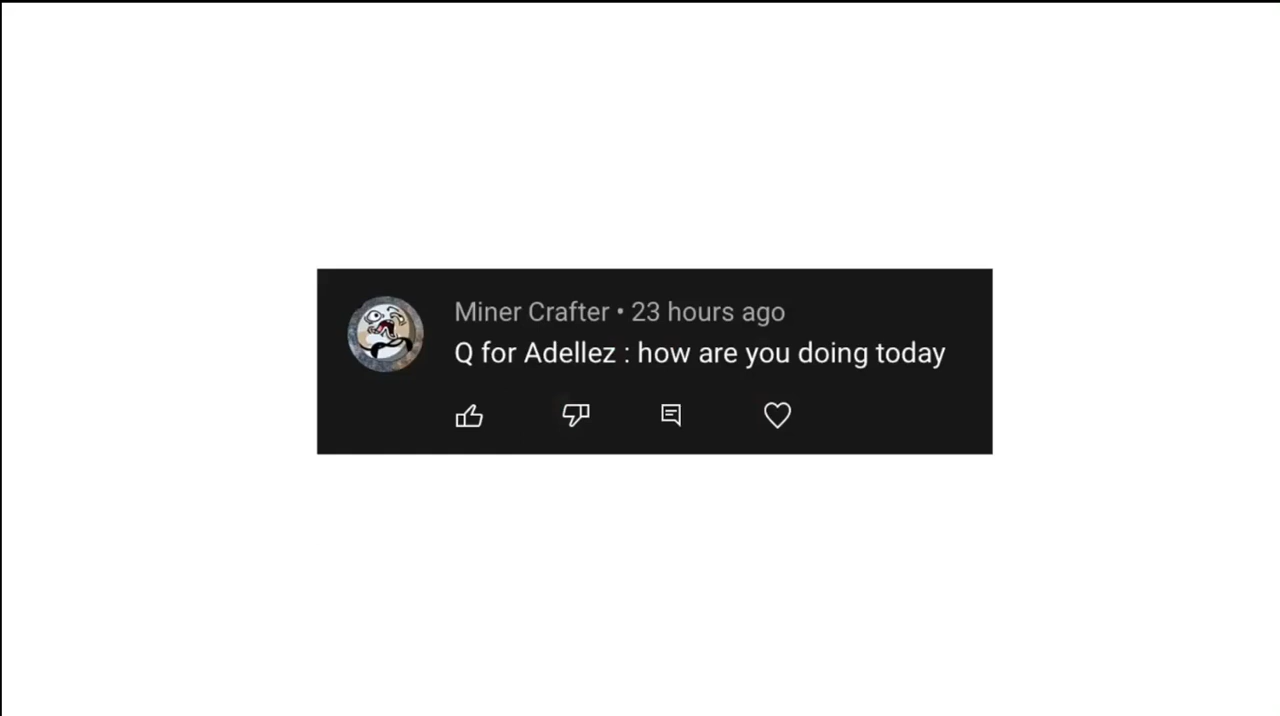 Miner Crafter • 23 hours ago
Q for Adellez : how are you doing today